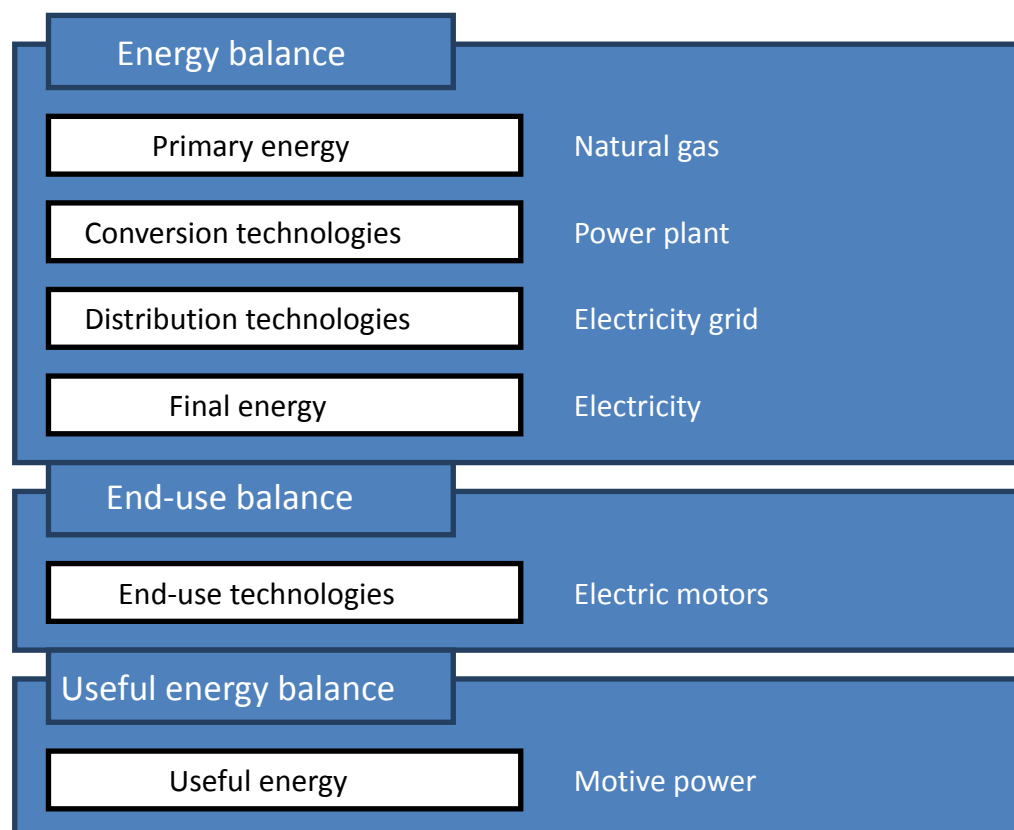 Energy balance
Primary energy Natural gas
Conversion technologies Power plant
Distribution technologies Electricity grid
Final energy Electricity
End-use balance
End-use technologies Electric motors
Useful energy balance
Useful energy Motive power